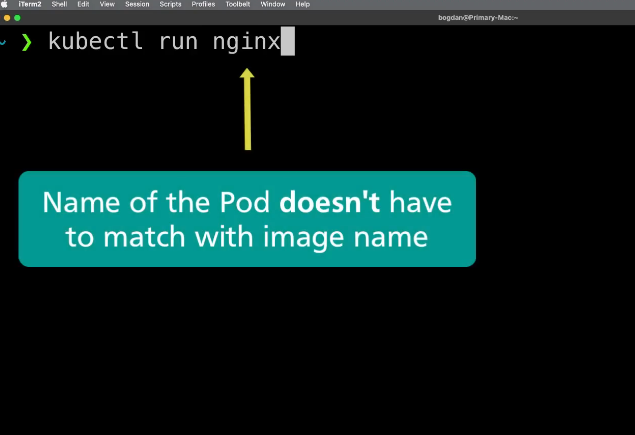 iTerm2 Shell Edit View Session Scripts Profiles Toolbelt Window Help
bogdan@Primary-Mac:~
~ ❯ kubectl run nginx
Name of the Pod doesn't have
to match with image name